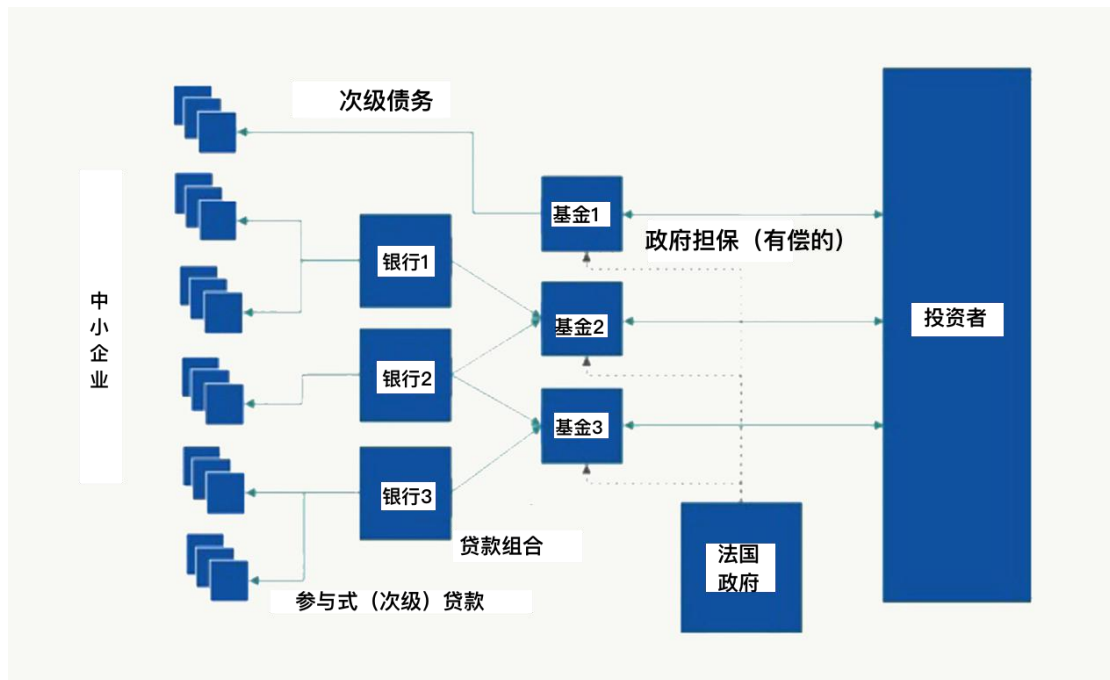 次级债务
中小企业
基金1
政府担保（有偿的）
银行1
基金2
投资者
银行2
基金3
银行3
贷款组合
法国
政府
参与式（次级）贷款